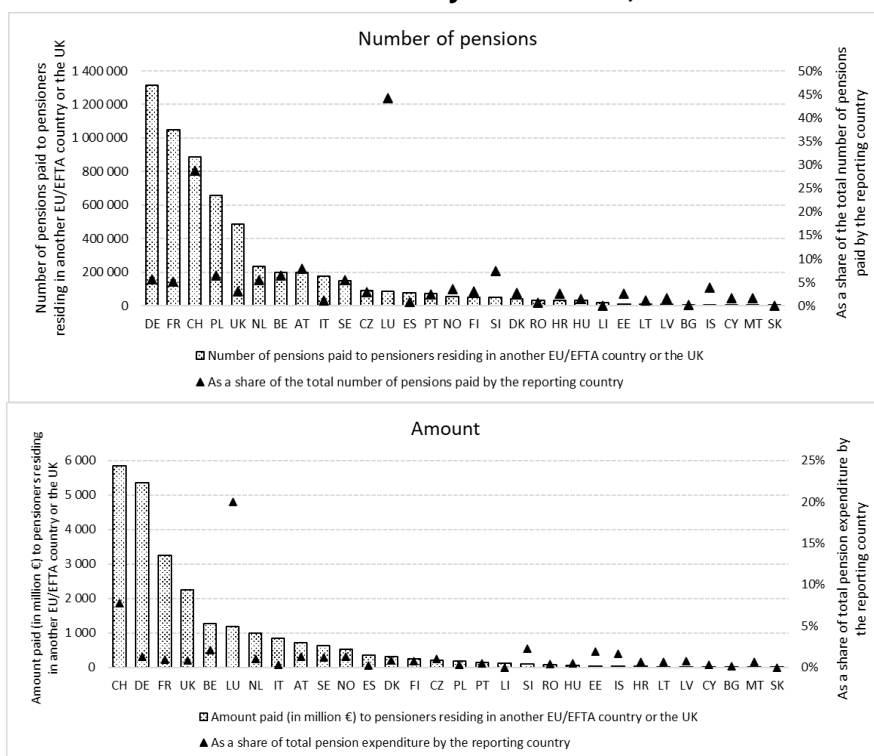 Number of pensions
Number of pensions paid to pensioners
residing in another EU/EFTA country or the UK
1 400 000
1 200 000
1 000 000
800 000
600 000
400 000
200 000
0
50%
45%
40%
35%
30%
25%
20%
15%
10%
5%
0%
As a share of the total number of pensions
paid by the reporting country
DE FR CH PL UK NL BE AT IT SE CZ LU ES PT NO FI SI DK RO HR HU LI EE LT LV BG IS CY MT SK
Number of pensions paid to pensioners residing in another EU/EFTA country or the UK
As a share of the total number of pensions paid by the reporting country
Amount
Amount paid (in million €) to pensioners residing
in another EU/EFTA country or the UK
6 000
5 000
4 000
3 000
2 000
1 000
0
25%
20%
15%
10%
5%
0%
As a share of total pension expenditure by
the reporting country
CH DE FR UK BE LU NL IT AT SE NO ES DK FI CZ PL PT LI SI RO HU EE IS HR LT LV CY BG MT SK
Amount paid (in million €) to pensioners residing in another EU/EFTA country or the UK
As a share of total pension expenditure by the reporting country